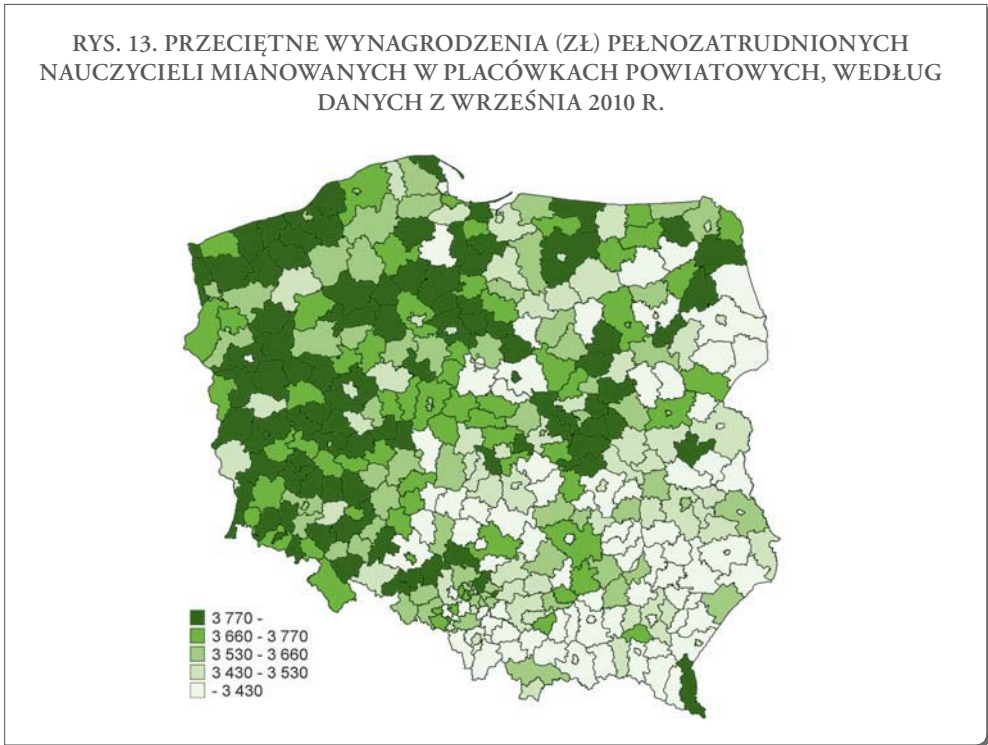 RYS. 13. PRZECIĘTNE WYNAGRODZENIA (ZŁ) PEŁNOZATRUDNIONYCH
NAUCZYCIELI MIANOWANYCH W PLACÓWKACH POWIATOWYCH, WEDŁUG
DANYCH Z WRZEŚNIA 2010 R.
3 770 -
3 660 - 3 770
3 530 - 3 660
3 430 - 3 530
- 3 430